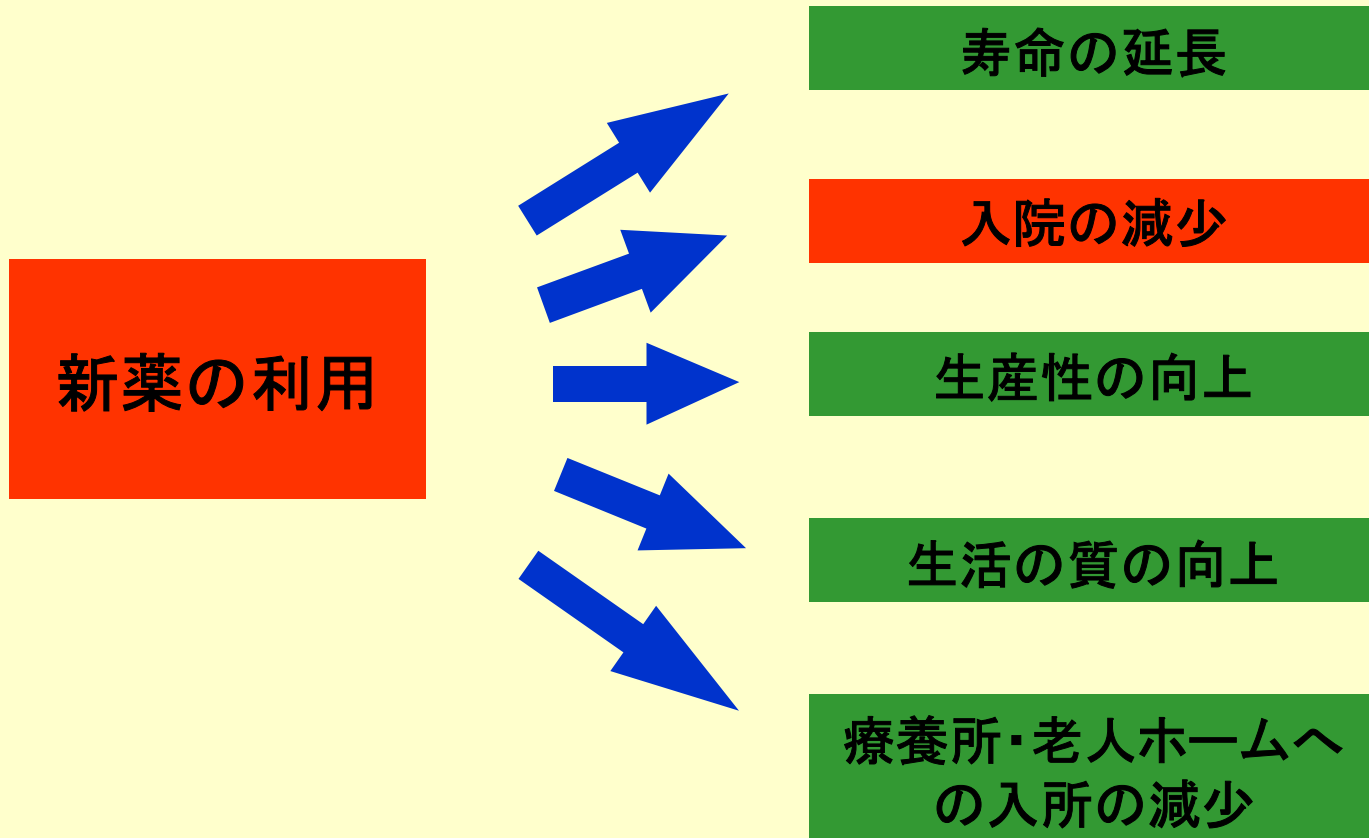 寿命の延長
入院の減少
新薬の利用
生産性の向上
生活の質の向上
療養所・老人ホームへ
の入所の減少